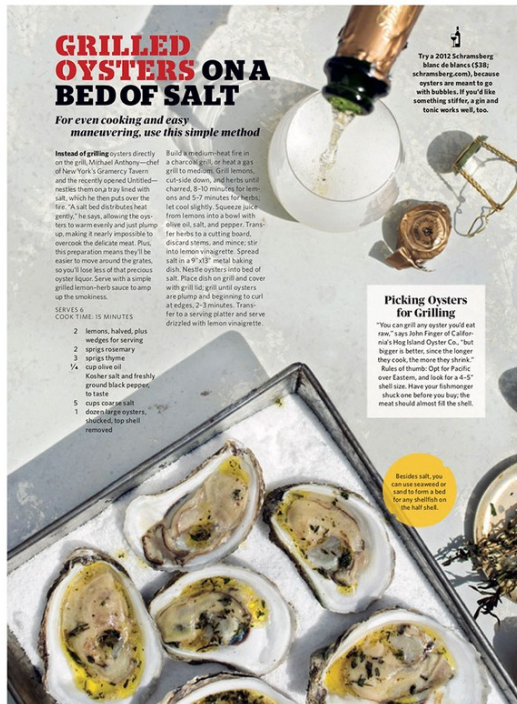 GRILLED
OYSTERS ON A
BED OF SALT
For even cooking and easy
maneuvering, use this simple method
Instead of grilling oysters directly
on the grill, Michael Anthony—chef
of New York's Gramercy Tavern
and the recently opened Untitled—
nestles them on a tray lined with
salt, which he then puts over the
fire. "A salt bed distributes heat
gently," he says, allowing the oys-
ters to warm evenly and just plump
up, making it nearly impossible to
overcook the delicate meat. Plus,
this preparation means they'll be
easier to move around the grates,
so you'll lose less of that precious
oyster liquor. Serve with a simple
grilled lemon-herb sauce to amp
up the smokiness.
SERVES 6
COOK TIME: 15 MINUTES
2 lemons, halved, plus
wedges for serving
2 sprigs rosemary
3 sprigs thyme
¼ cup olive oil
Kosher salt and freshly
ground black pepper,
to taste
5 cups coarse salt
1 dozen large oysters,
shucked, top shell
removed
Build a medium-heat fire in
a charcoal grill, or heat a gas
grill to medium. Grill lemons,
cut-side down, and herbs until
charred, 8–10 minutes for lem-
ons and 5–7 minutes for herbs;
let cool slightly. Squeeze juice
from lemons into a bowl with
olive oil, salt, and pepper. Trans-
fer herbs to a cutting board,
discard stems, and mince; stir
into lemon vinaigrette. Spread
salt in a 9"x13" metal baking
dish. Nestle oysters into bed of
salt. Place dish on grill and cover
with grill lid; grill until oysters
are plump and beginning to curl
at edges, 2–3 minutes. Trans-
fer to a serving platter and serve
drizzled with lemon vinaigrette.
Try a 2012 Schramsberg
blanc de blancs ($38;
schramsberg.com), because
oysters are meant to go
with bubbles. If you'd like
something stiffer, a gin and
tonic works well, too.
Picking Oysters
for Grilling
"You can grill any oyster you'd eat
raw," says John Finger of Califor-
nia's Hog Island Oyster Co., "but
bigger is better, since the longer
they cook, the more they shrink."
Rules of thumb: Opt for Pacific
over Eastern, and look for a 4–5"
shell size. Have your fishmonger
shuck one before you buy; the
meat should almost fill the shell.
Besides salt, you
can use seaweed or
sand to form a bed
for any shellfish on
the half shell.